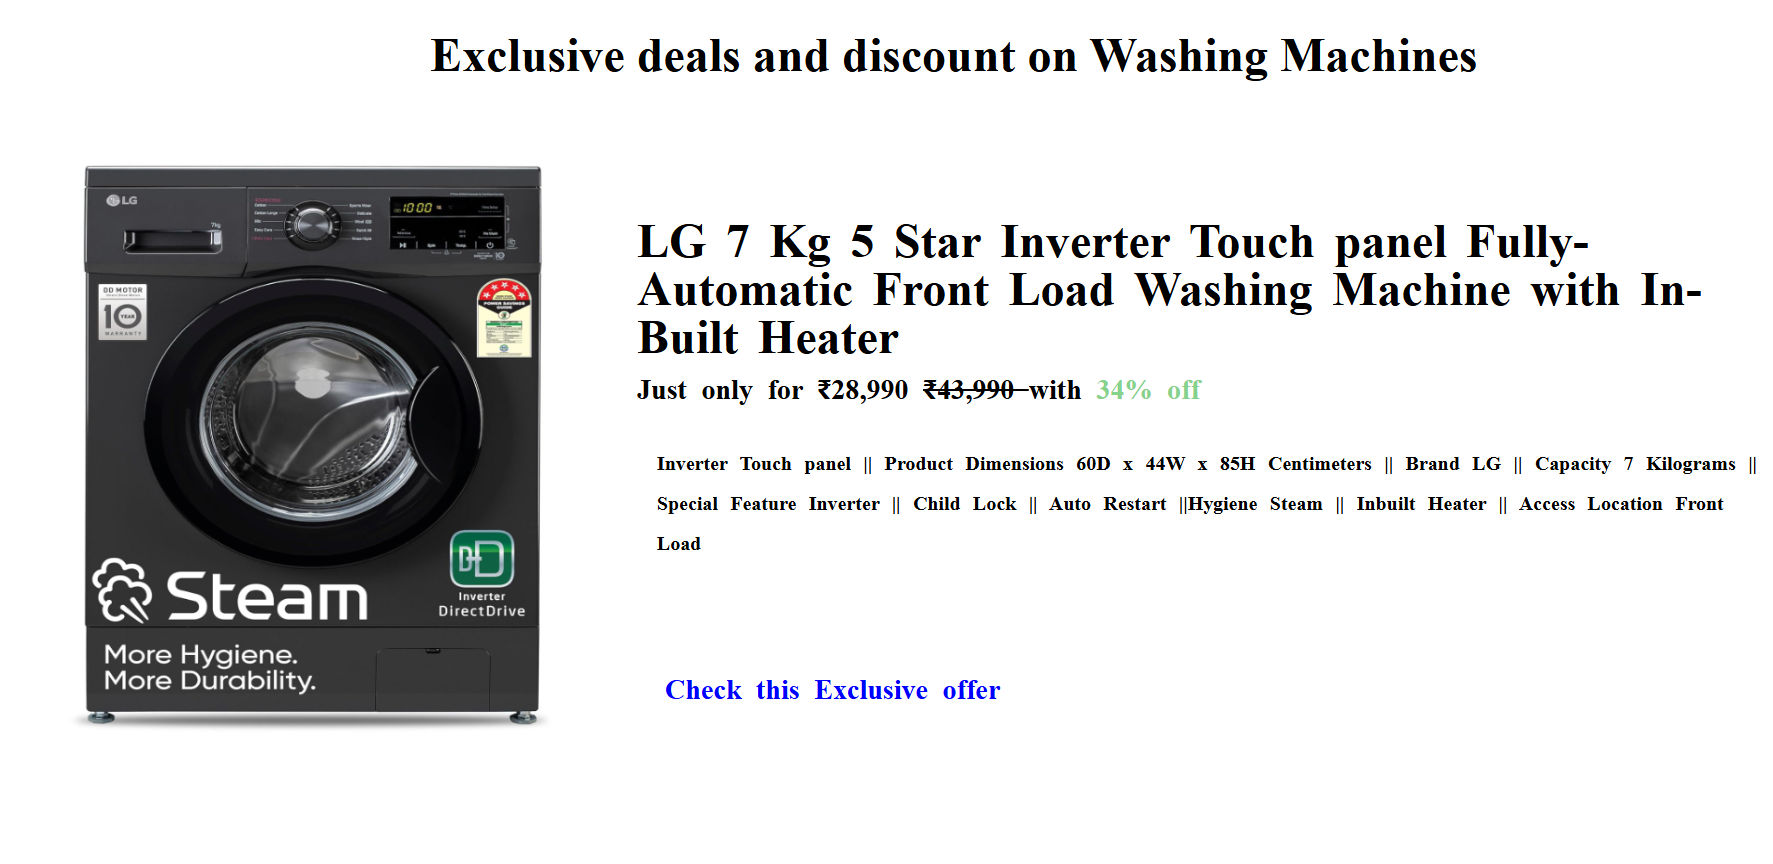 Exclusive deals and discount on Washing Machines
LG
7kg
10:00
Spin
Temp.
DD MOTOR
10 YEAR
WARRANTY
POWER SAVINGS
LG 7 Kg 5 Star Inverter Touch panel Fully-
Automatic Front Load Washing Machine with In-
Built Heater
Just only for ₹28,990 ₹43,990 with 34% off
Inverter Touch panel || Product Dimensions 60D x 44W x 85H Centimeters || Brand LG || Capacity 7 Kilograms ||
Special Feature Inverter || Child Lock || Auto Restart ||Hygiene Steam || Inbuilt Heater || Access Location Front
Load
DD
Inverter
DirectDrive
Steam
More Hygiene.
More Durability.
Check this Exclusive offer